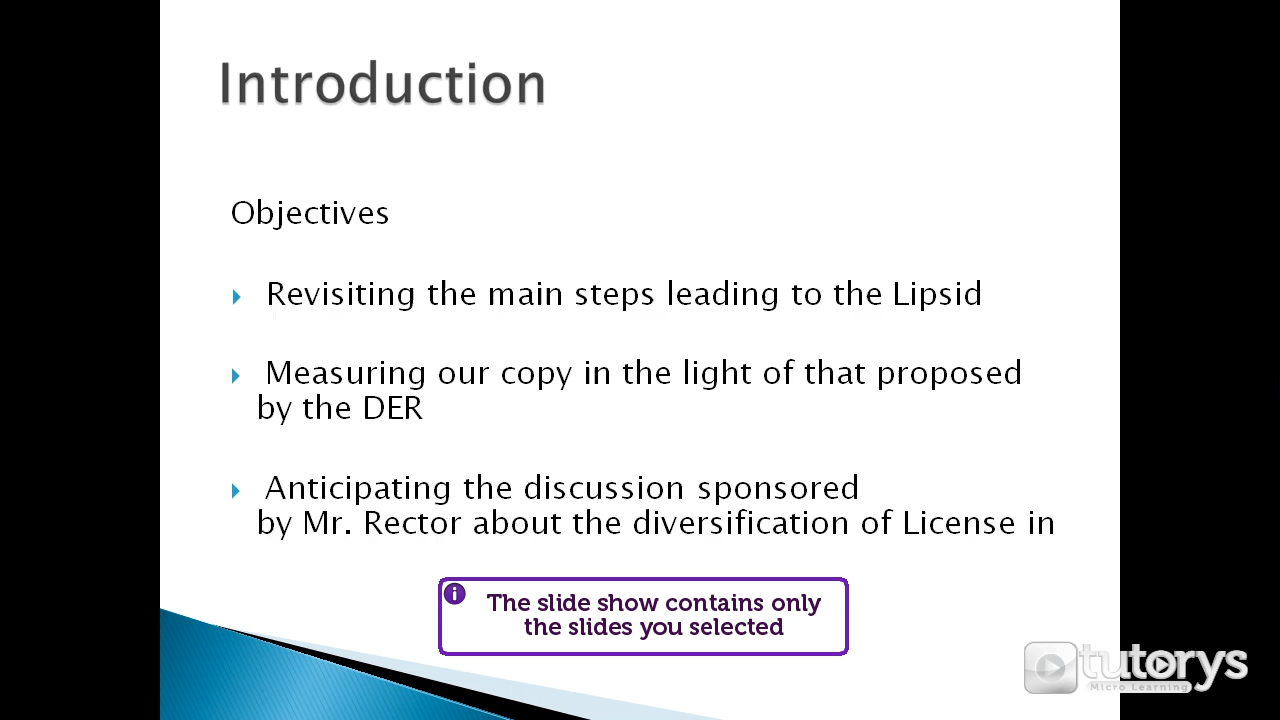 Introduction
Objectives
Revisiting the main steps leading to the Lipsid
Measuring our copy in the light of that proposed
by the DER
Anticipating the discussion sponsored
by Mr. Rector about the diversification of License in
i
The slide show contains only
the slides you selected
tutorys
Micro Learning